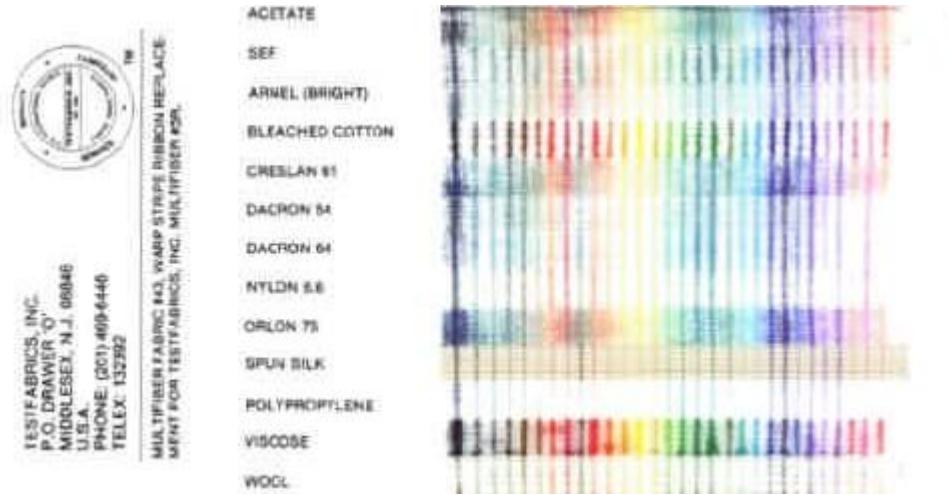 TESTFABRICS, INC.
P.O. DRAWER 'O'
MIDDLESEX, N.J. 08846
U.S.A.
PHONE: (201) 469-6446
TELEX: 132392
MULTIFIBER FABRIC #43, WARP STRIPE RIBBON REPLACE-
MENT FOR TESTFABRICS, INC. MULTIFIBER #5R.
TM
ACETATE
SEF
ARNEL (BRIGHT)
BLEACHED COTTON
CRESLAN 61
DACRON 54
DACRON 64
NYLON 6.6
ORLON 75
SPUN SILK
POLYPROPYLENE
VISCOSE
WOOL